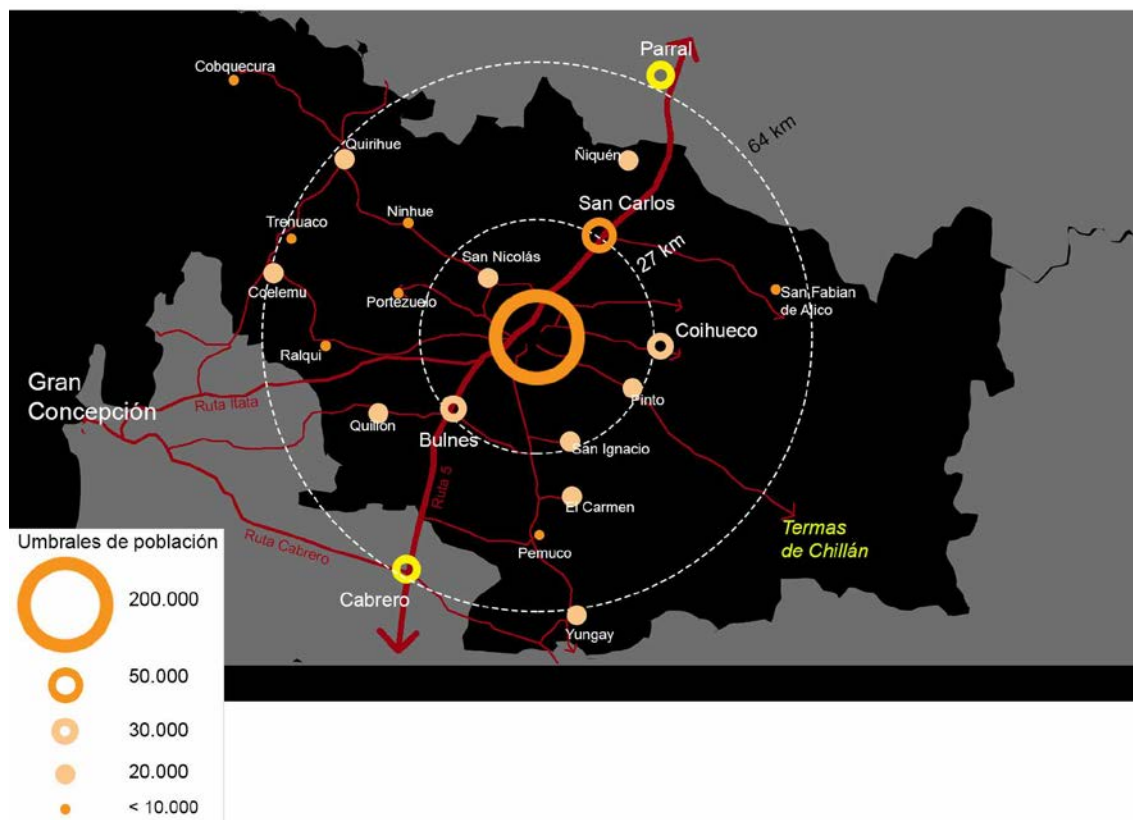 Parral
Cobquecura
64 km
Quirihue
Ñiquén
San Carlos
Ninhue
Trehuaco
27 km
San Nicolás
Coelemu
Portezuelo
San Fabian
de Alico
Coihueco
Ralqui
Gran
Concepción
Ruta Itata
Pinto
Quillón
Bulnes
San Ignacio
Ruta 5
El Carmen
Termas
de Chillán
Ruta Cabrero
Pemuco
Cabrero
Yungay
Umbrales de población
200.000
50.000
30.000
20.000
< 10.000